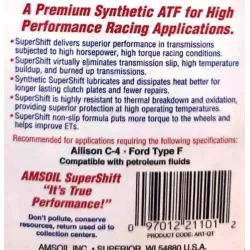 A Premium Synthetic ATF for High
Performance Racing Applications.
• SuperShift delivers superior performance in transmissions
subjected to high horsepower, high torque racing conditions.
• SuperShift virtually eliminates transmission slip, high temperature
buildup, and burned up transmissions.
• Synthetic SuperShift lubricates and dissipates heat better for
longer lasting clutch plates and fewer repairs.
• SuperShift is highly resistant to thermal breakdown and oxidation,
providing superior protection at high operating temperatures.
• SuperShift non-slip formula puts more torque to the wheels and
helps improve ETs.
Recommended for applications requiring the following specifications:
Allison C-4 · Ford Type F
Compatible with petroleum fluids
AMSOIL SuperShift
"It's True
Performance!"
Don't pollute, conserve
resources, return used oil to
collection centers.
0 97012 21101 2
PRODUCT CODE: ART-QT
AMSOIL INC., SUPERIOR, WI 54880 U.S.A.